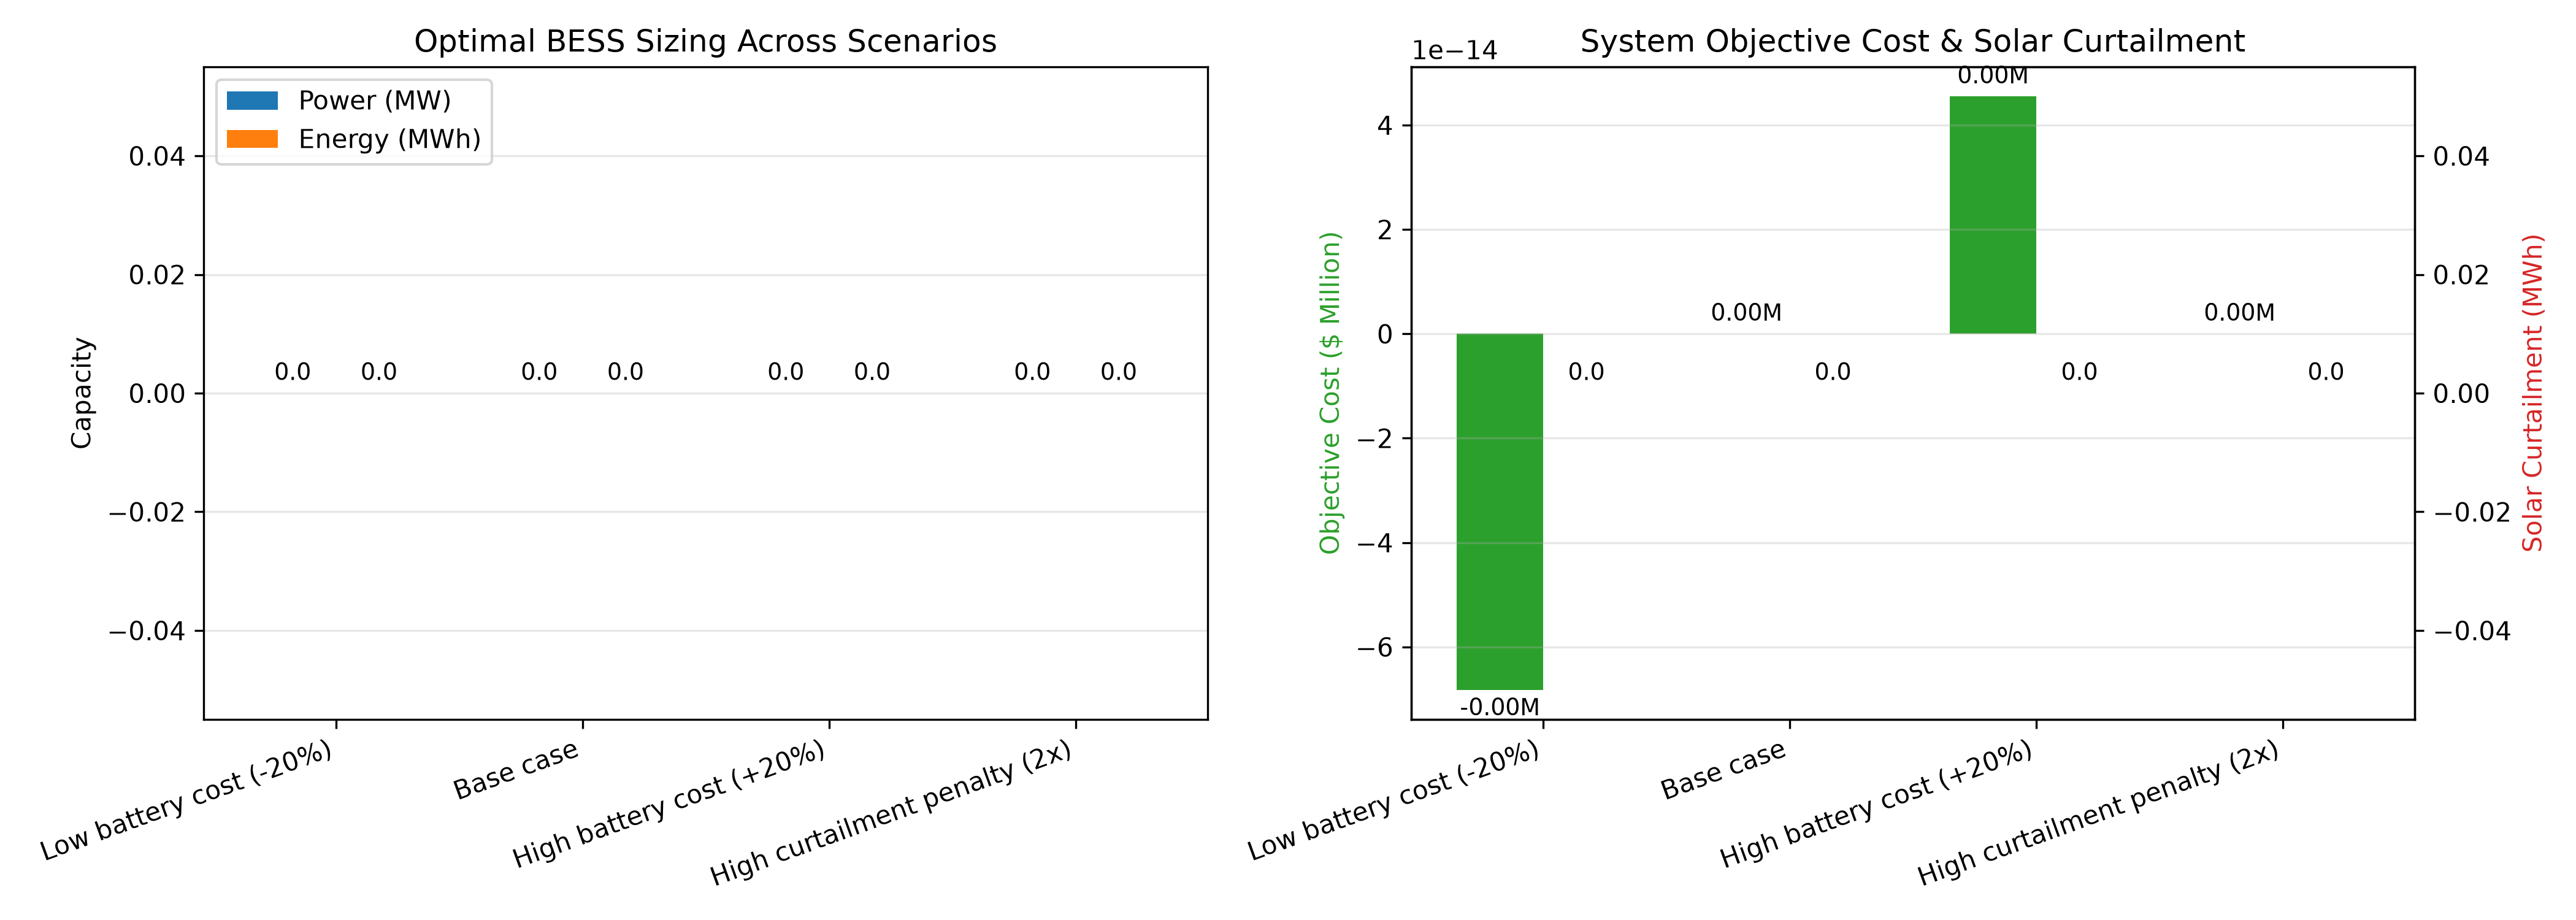 Optimal BESS Sizing Across Scenarios
Power (MW)
Energy (MWh)
Capacity
0.04
0.02
0.00
−0.02
−0.04
0.0 0.0 0.0 0.0 0.0 0.0 0.0 0.0
Low battery cost (-20%)
Base case
High battery cost (+20%)
High curtailment penalty (2x)
System Objective Cost & Solar Curtailment
1e−14
Objective Cost ($ Million)
4
2
0
−2
−4
−6
0.00M
0.00M
0.00M
0.0 0.0 0.0 0.0
-0.00M
0.04
0.02
0.00
−0.02
−0.04
Solar Curtailment (MWh)
Low battery cost (-20%)
Base case
High battery cost (+20%)
High curtailment penalty (2x)